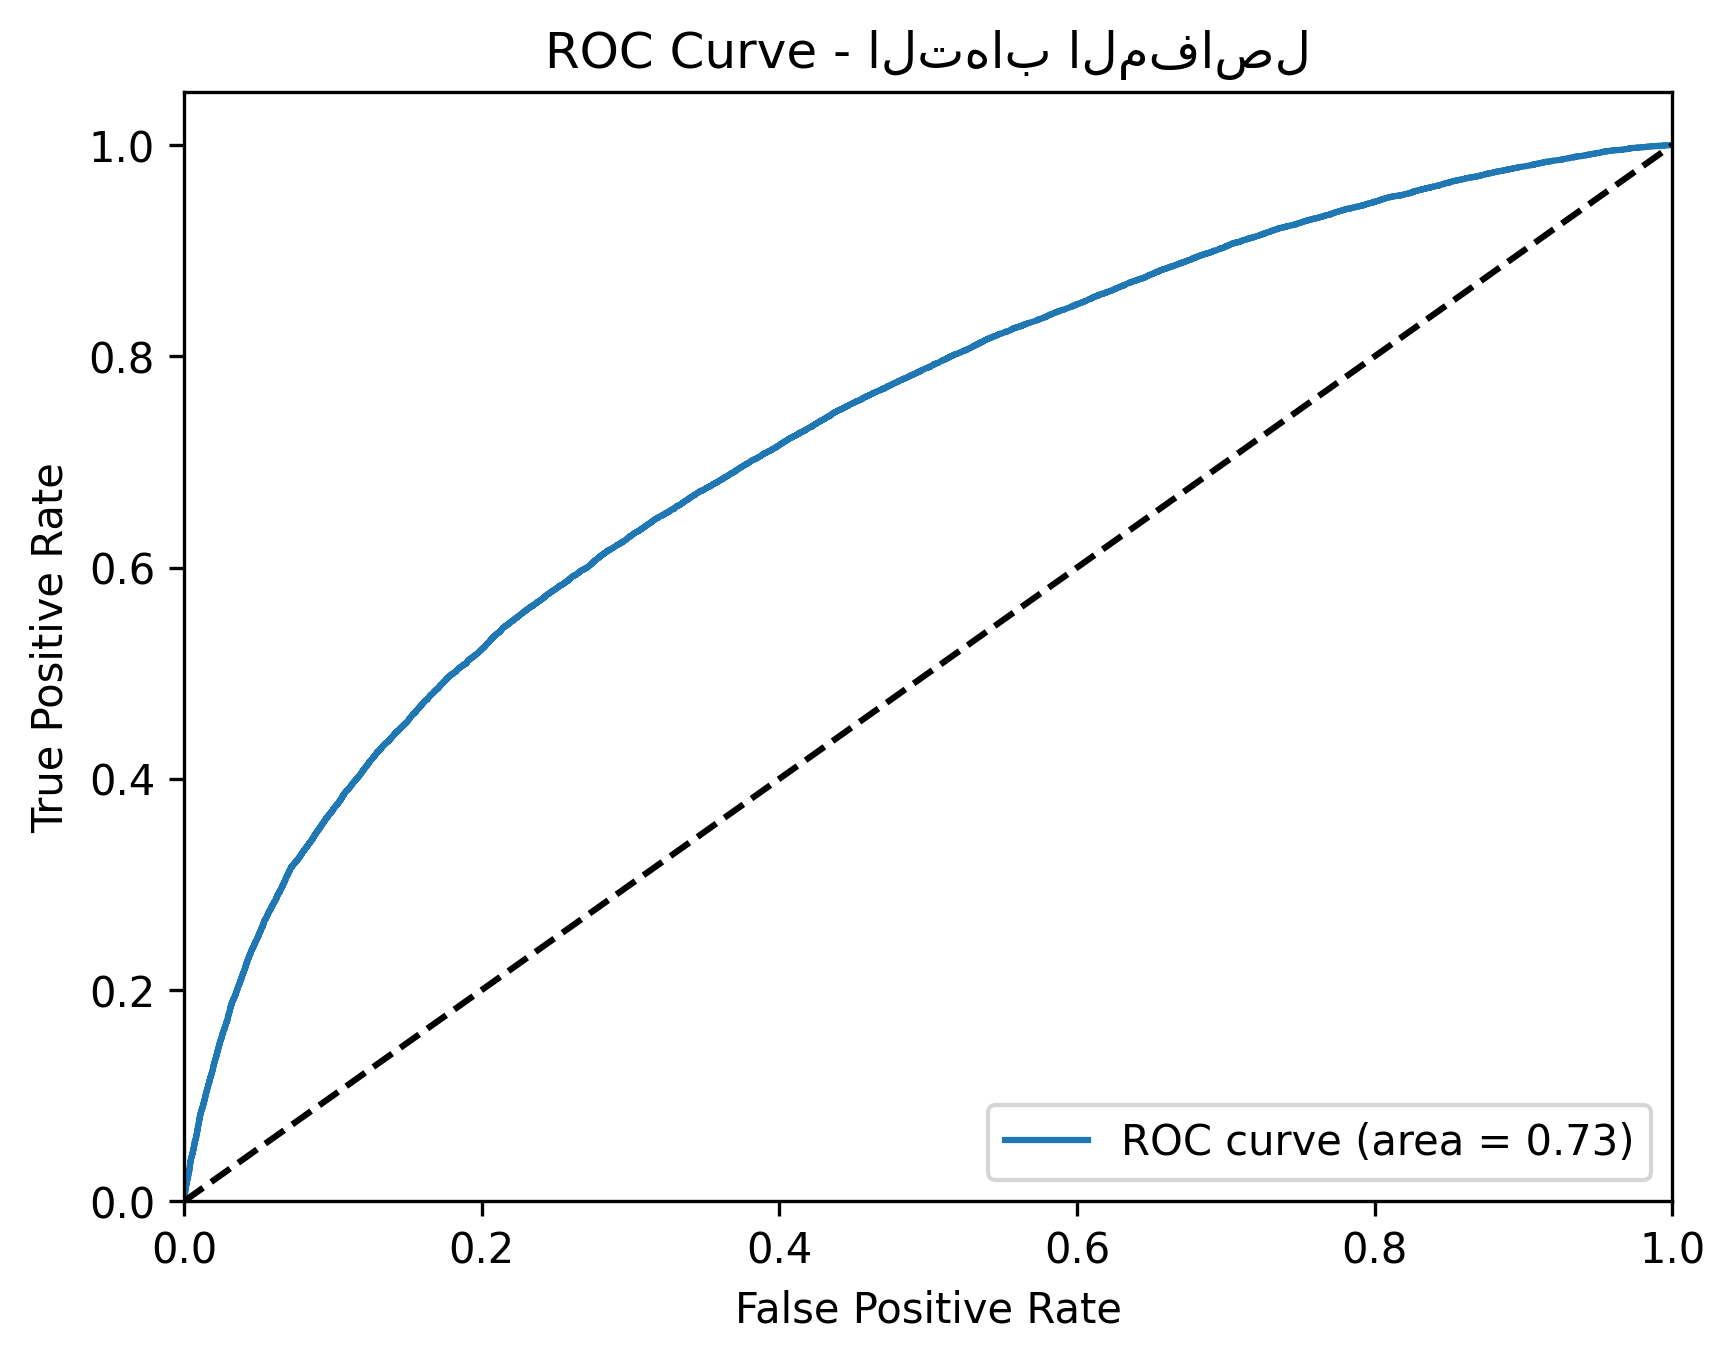 ROC Curve - التهاب المفاصل
1.0
0.8
0.6
0.4
0.2
0.0
True Positive Rate
ROC curve (area = 0.73)
0.0 0.2 0.4 0.6 0.8 1.0
False Positive Rate